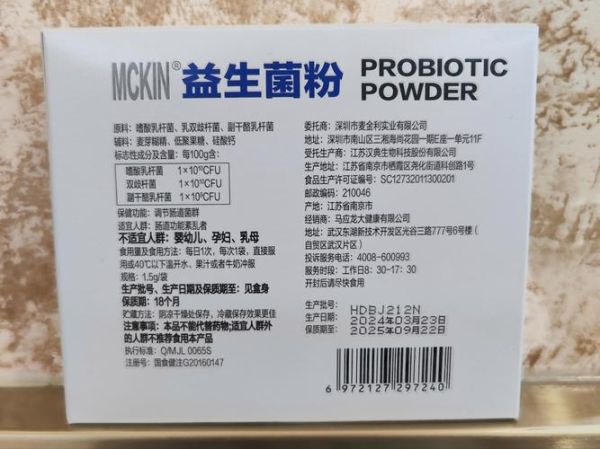 MCKIN®益生菌粉 PROBIOTIC POWDER
原料：嗜酸乳杆菌、乳双歧杆菌、副干酪乳杆菌
辅料：麦芽糊精、低聚果糖、硅酸钙
标志性成分及含量：每100g含：
嗜酸乳杆菌 1×10¹⁰CFU
双歧杆菌 1×10¹⁰CFU
副干酪乳杆菌 1×10¹⁰CFU
保健功能：调节肠道菌群
适宜人群：肠道功能紊乱者
不适宜人群：婴幼儿、孕妇、乳母
食用量及食用方法：每日1次，每次1袋，直接服
用或40℃以下温开水、果汁或者牛奶冲服
规格：1.5g/袋
生产批号、生产日期及保质期至：见盒身
保质期：18个月
贮藏方法：阴凉干燥处保存，冷藏保存效果更佳
注意事项：本品不能代替药物;适宜人群外
的人群不推荐食用本产品
执行标准：Q/MJL 0065S
注册号：国食健注G20160147
委托商：深圳市麦金利实业有限公司
地址：深圳市南山区三湘海尚花园一期E座一单元11F
受托生产商：江苏汉典生物科技股份有限公司
生产地址：江苏省南京市栖霞区尧化街道科创路1号
食品生产许可证编号：SC12732011300201
邮政编码：210046
产地：江苏省南京市
经销商：马应龙大健康有限公司
地址：武汉东湖新技术开发区光谷三路777号6号楼（
自贸区武汉片区）
投诉服务电话：4008-600993
服务时段：工作日8:30-17:30
开封后请尽快食用
生产批号：HDBJ212N
生产日期：2024年03月23日
保质期至：2025年09月22日
6 972127 297240